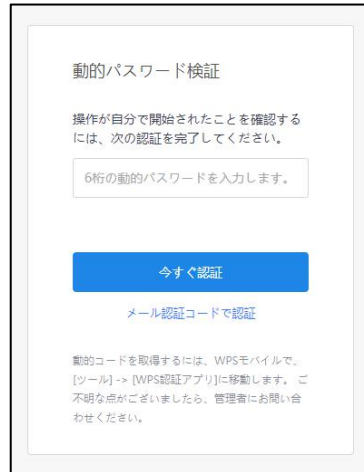 動的パスワード検証
操作が自分で開始されたことを確認する
には、次の認証を完了してください。
6桁の動的パスワードを入力します。
今すぐ認証
メール認証コードで認証
動的コードを取得するには、WPSモバイルで、
[ツール] -> [WPS認証アプリ]に移動します。 ご
不明な点がございましたら、管理者にお問い合
わせください。